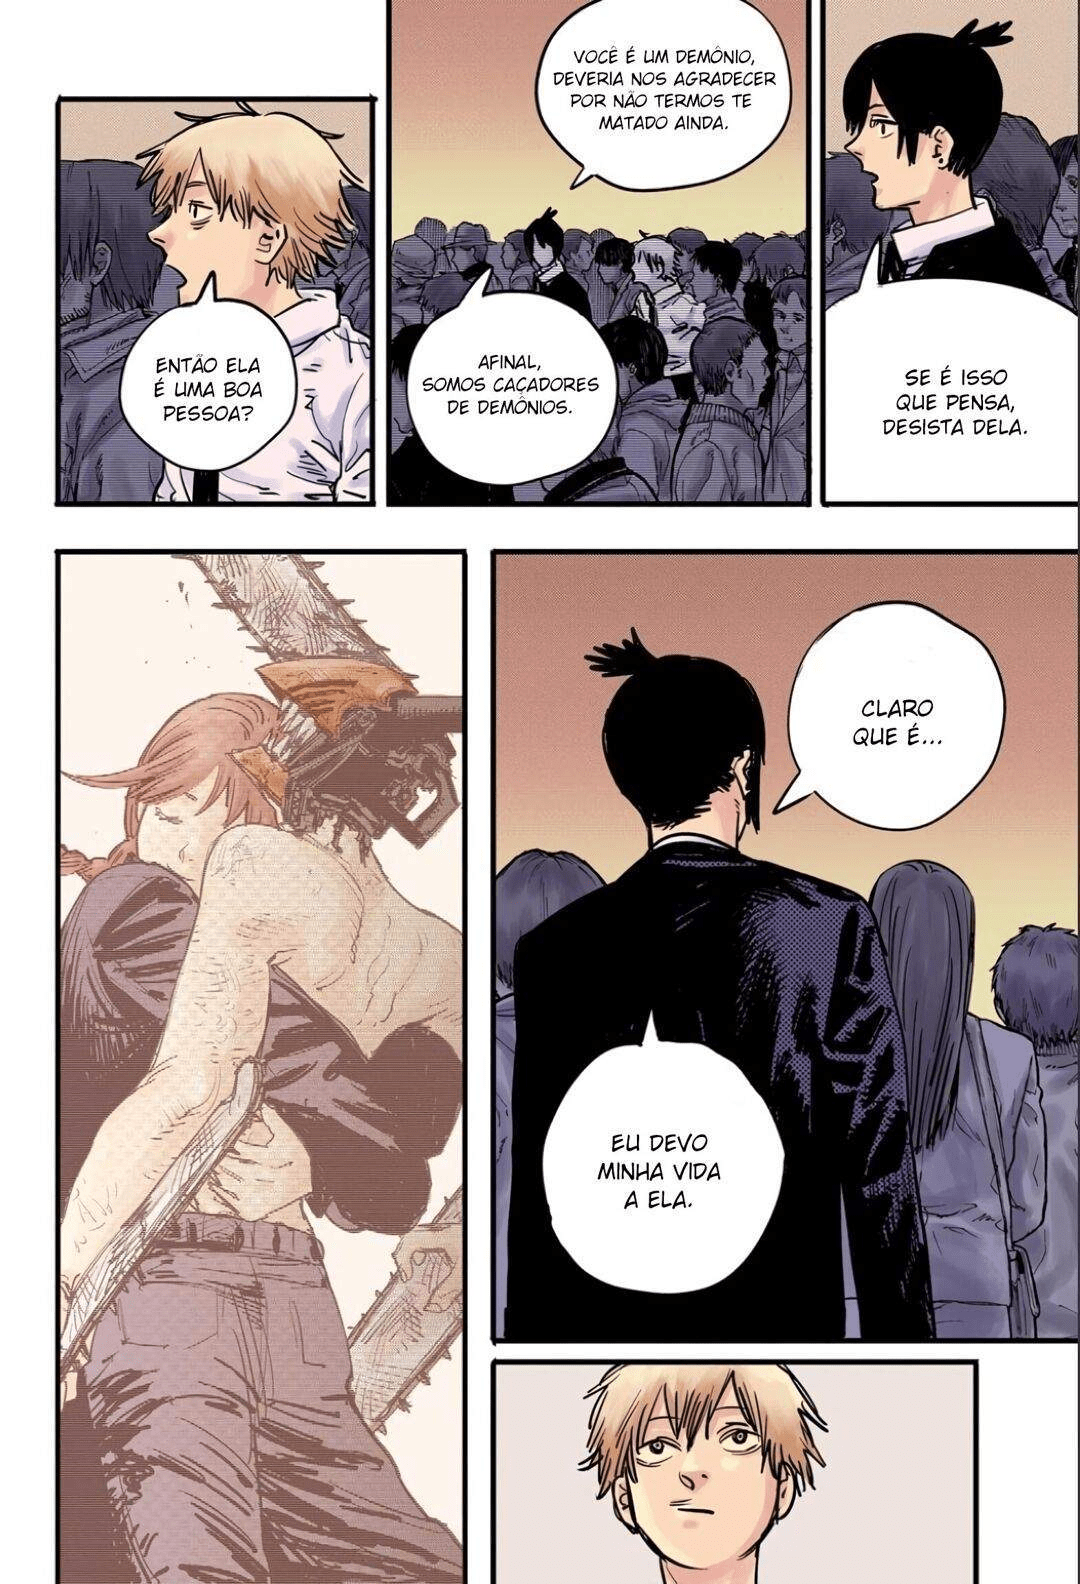 SE É ISSO
QUE PENSA,
DESISTA DELA.
VOCÊ É UM DEMÔNIO,
DEVERIA NOS AGRADECER
POR NÃO TERMOS TE
MATADO AINDA.
AFINAL,
SOMOS CAÇADORES
DE DEMÔNIOS.
ENTÃO ELA
É UMA BOA
PESSOA?
CLARO
QUE É...
EU DEVO
MINHA VIDA
A ELA.